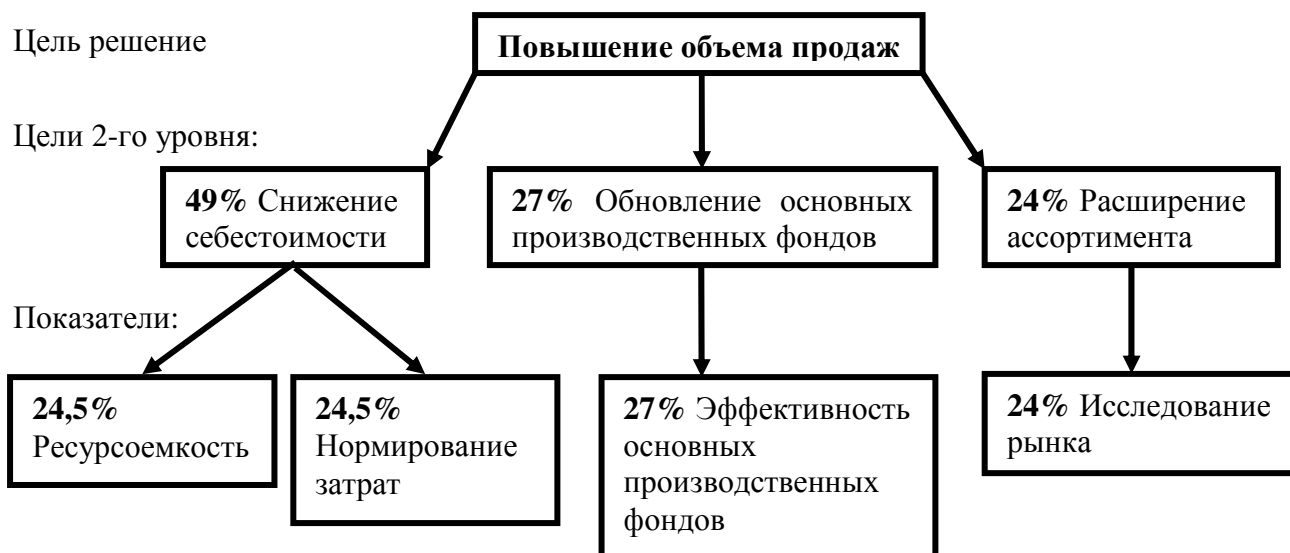 Цель решение
Повышение объема продаж
Цели 2-го уровня:
49% Снижение
себестоимости
27% Обновление основных
производственных фондов
24% Расширение
ассортимента
Показатели:
24,5%
Ресурсоемкость
24,5%
Нормирование
затрат
27% Эффективность
основных
производственных
фондов
24% Исследование
рынка